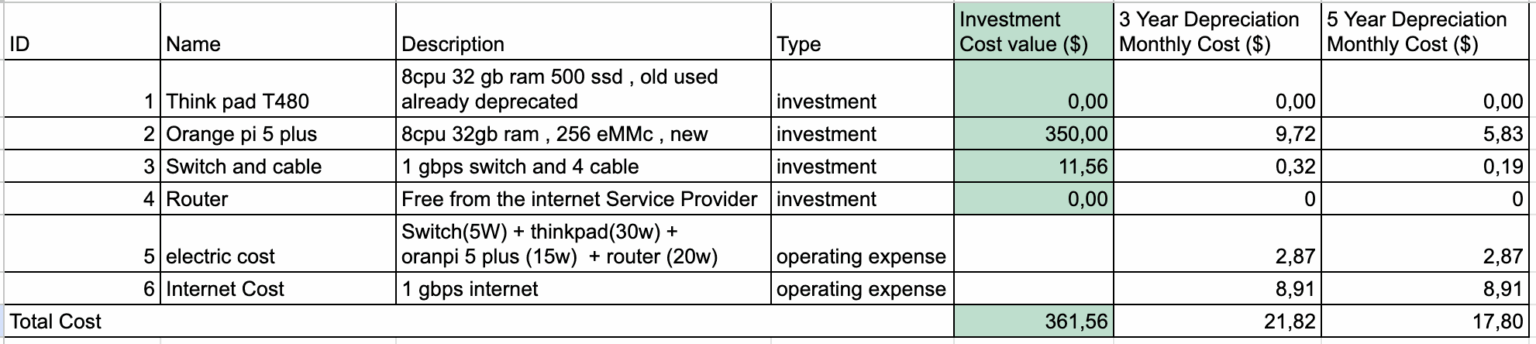 ID Name Description Type Investment Cost value ($) 3 Year Depreciation Monthly Cost ($) 5 Year Depreciation Monthly Cost ($)
1 Think pad T480 8cpu 32 gb ram 500 ssd , old used already deprecated investment 0,00 0,00 0,00
2 Orange pi 5 plus 8cpu 32gb ram , 256 eMMc , new investment 350,00 9,72 5,83
3 Switch and cable 1 gbps switch and 4 cable investment 11,56 0,32 0,19
4 Router Free from the internet Service Provider investment 0,00 0 0
5 electric cost Switch(5W) + thinkpad(30w) + oranpi 5 plus (15w) + router (20w) operating expense 2,87 2,87
6 Internet Cost 1 gbps internet operating expense 8,91 8,91
Total Cost 361,56 21,82 17,80